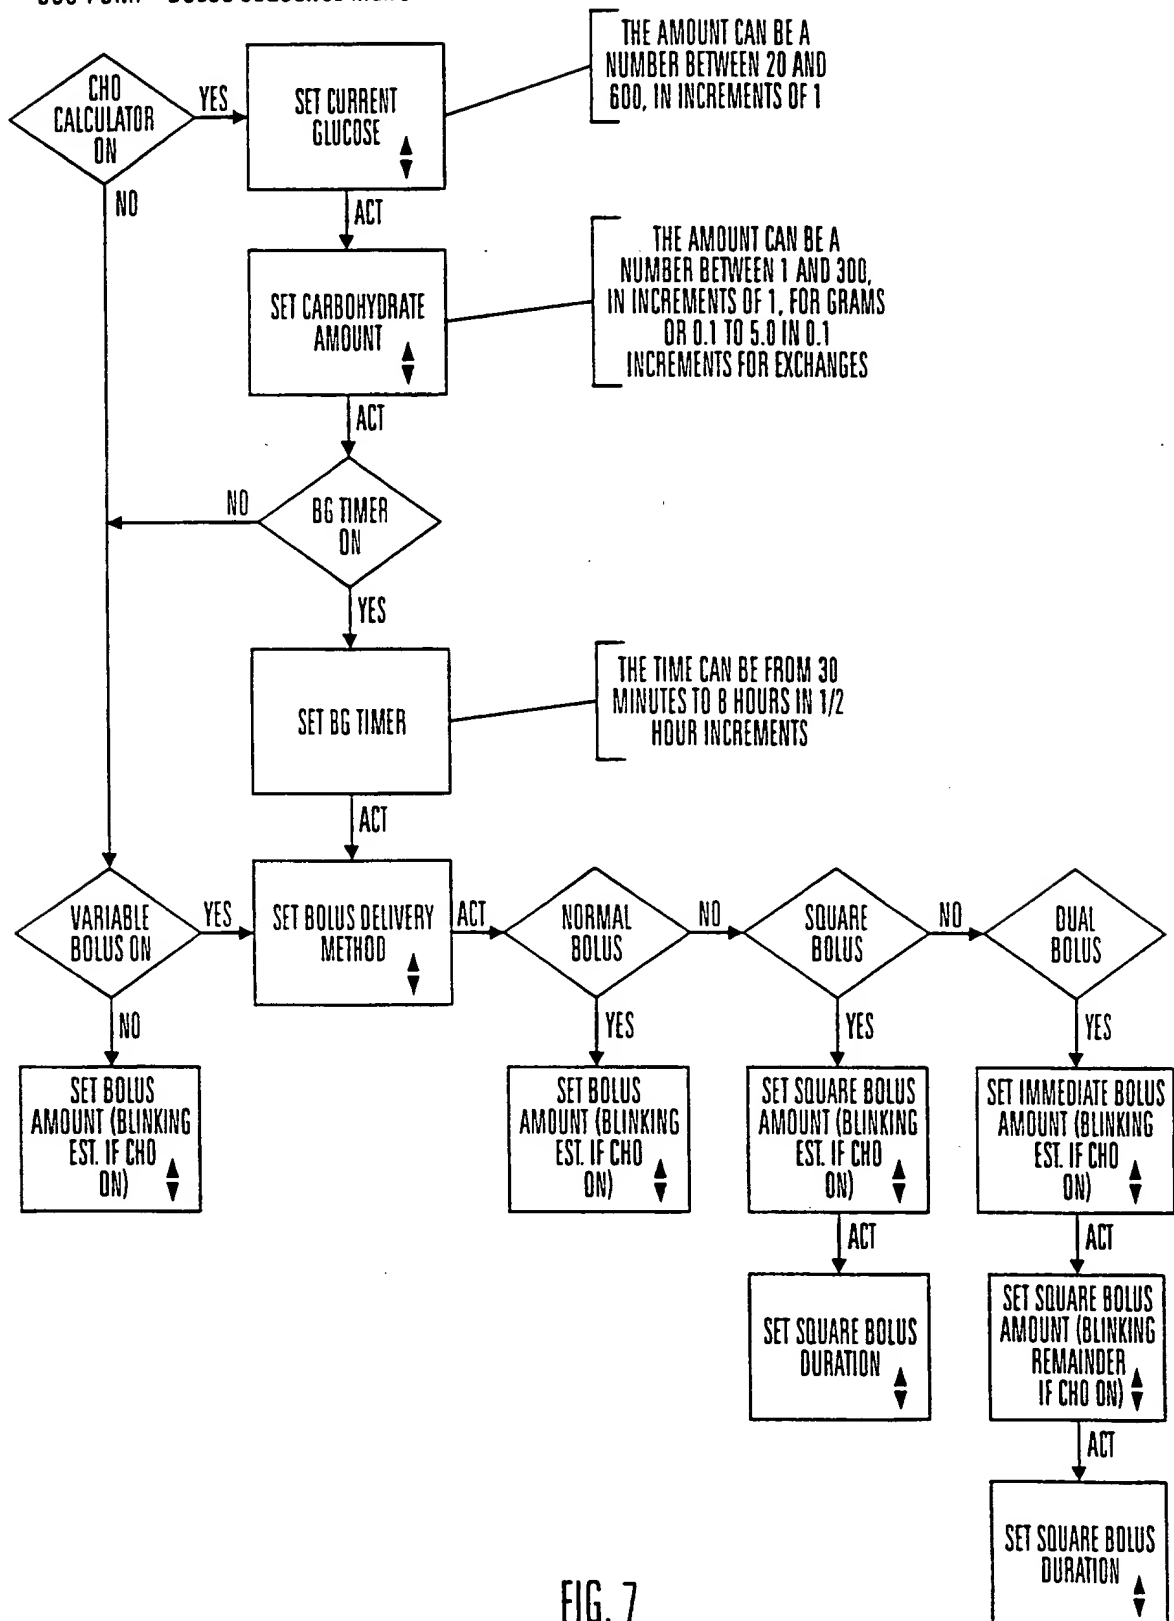 CHO
CALCULATOR
ON
YES
NO
SET CURRENT
GLUCOSE
THE AMOUNT CAN BE A
NUMBER BETWEEN 20 AND
600, IN INCREMENTS OF 1
ACT
SET CARBOHYDRATE
AMOUNT
THE AMOUNT CAN BE A
NUMBER BETWEEN 1 AND 300,
IN INCREMENTS OF 1, FOR GRAMS
OR 0.1 TO 5.0 IN 0.1
INCREMENTS FOR EXCHANGES
ACT
BG TIMER
ON
NO
YES
SET BG TIMER
THE TIME CAN BE FROM 30
MINUTES TO 8 HOURS IN 1/2
HOUR INCREMENTS
ACT
VARIABLE
BOLUS ON
YES
NO
SET BOLUS DELIVERY
METHOD
ACT
NORMAL
BOLUS
NO
YES
SQUARE
BOLUS
NO
YES
DUAL
BOLUS
YES
SET BOLUS
AMOUNT (BLINKING
EST. IF CHO
ON)
SET BOLUS
AMOUNT (BLINKING
EST. IF CHO
ON)
SET SQUARE BOLUS
AMOUNT (BLINKING
EST. IF CHO
ON)
SET IMMEDIATE BOLUS
AMOUNT (BLINKING
EST. IF CHO
ON)
ACT
ACT
SET SQUARE BOLUS
DURATION
SET SQUARE BOLUS
AMOUNT (BLINKING
REMAINDER
IF CHO ON)
ACT
SET SQUARE BOLUS
DURATION
FIG. 7